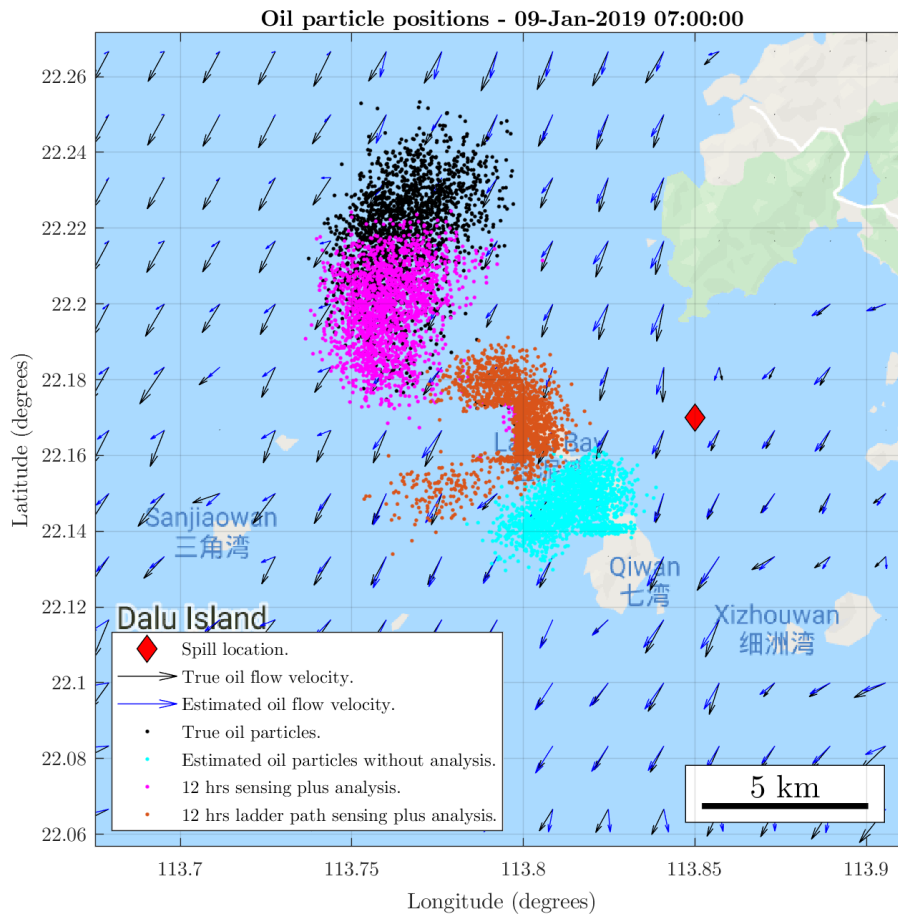 Oil particle positions - 09-Jan-2019 07:00:00
22.26
22.24
22.22
22.2
22.18
22.16
22.14
22.12
22.1
22.08
22.06
Latitude (degrees)
Bay
Sanjiaowan
三角湾
Qiwan
七湾
Xizhouwan
细洲湾
Dalu Island
Spill location.
True oil flow velocity.
Estimated oil flow velocity.
True oil particles.
Estimated oil particles without analysis.
12 hrs sensing plus analysis.
12 hrs ladder path sensing plus analysis.
5 km
113.7
113.75
113.8
113.85
113.9
Longitude (degrees)